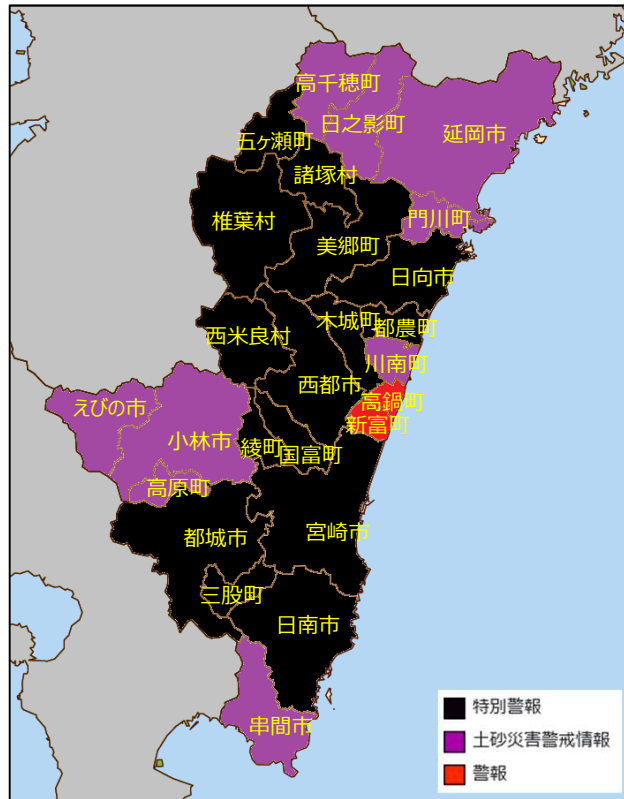 高千穂町
日之影町
延岡市
五ヶ瀬町
諸塚村
椎葉村
門川町
美郷町
日向市
木城町
都農町
西米良村
川南町
西都市
えびの市
高鍋町
新富町
小林市
綾町
国富町
高原町
都城市
宮崎市
三股町
日南市
串間市
特別警報
土砂災害警戒情報
警報